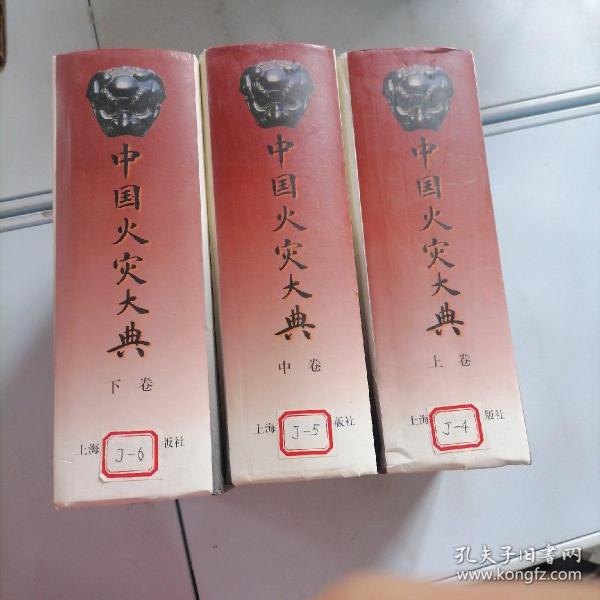 中国火灾大典
下卷
上海 版社
J-6
中国火灾大典
中卷
上海 版社
J-5
中国火灾大典
上卷
上海 版社
J-4
孔夫子旧书网
www.kongfz.com